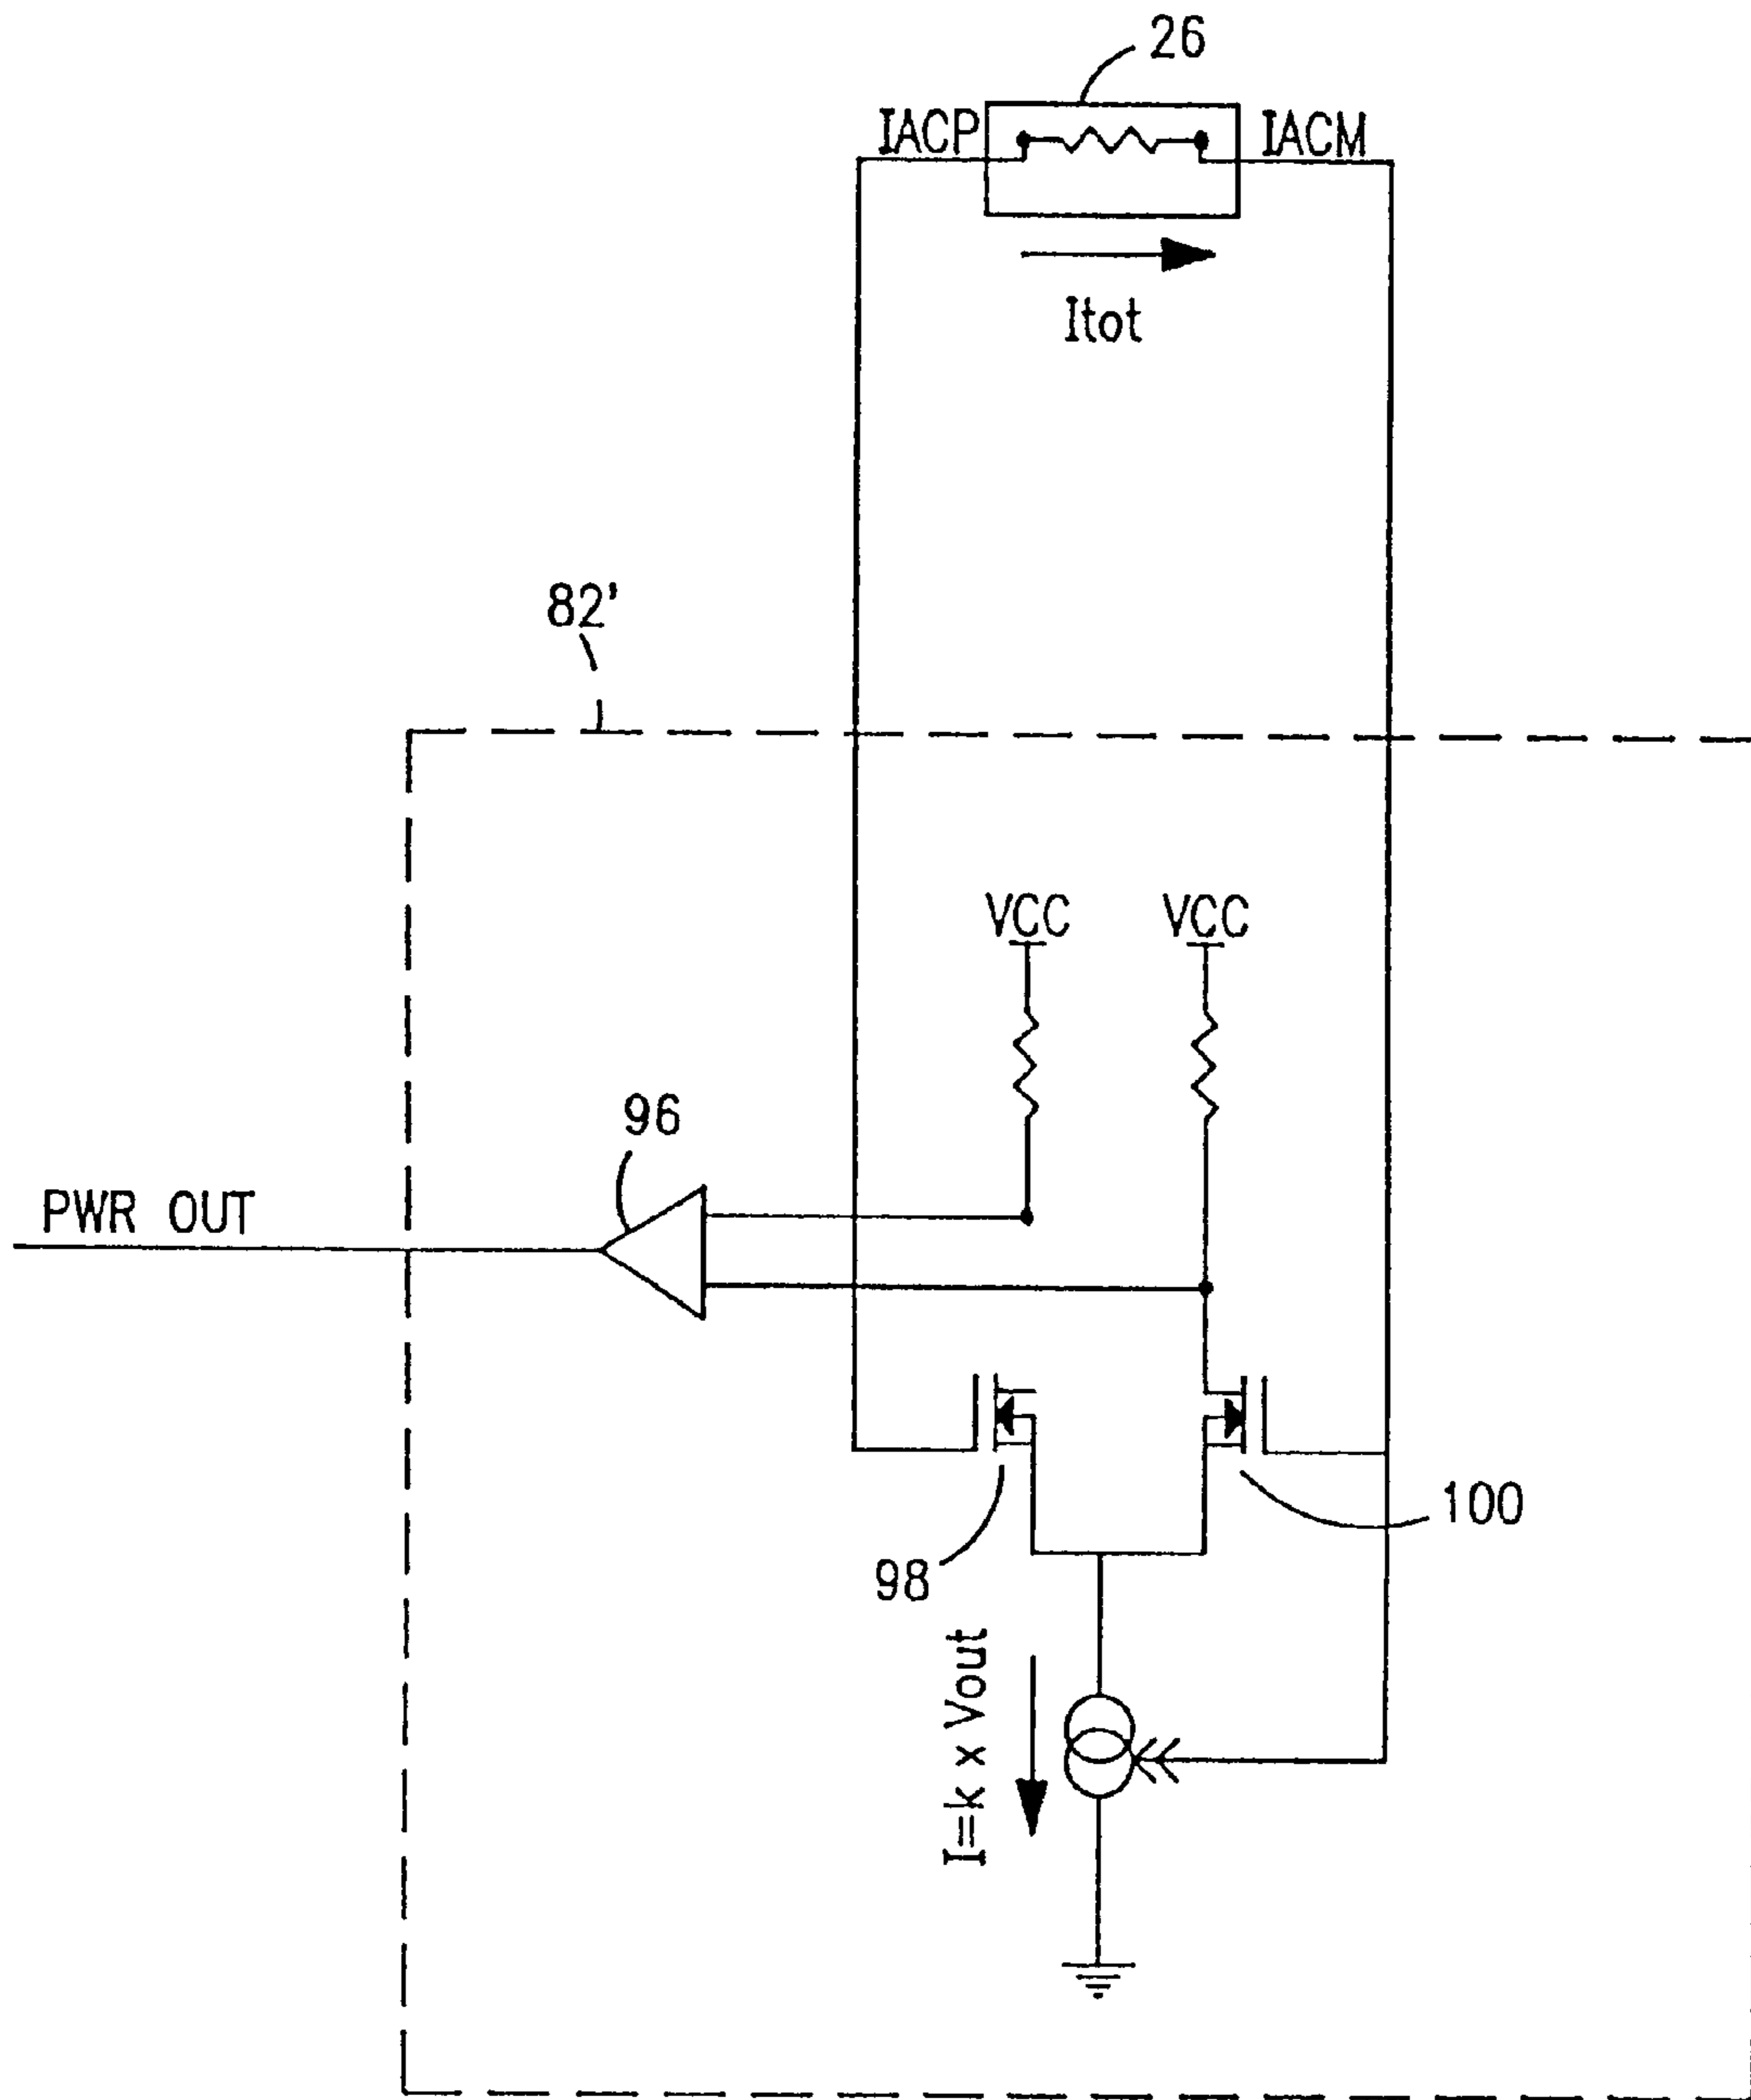 26
IACP
IACM
Itot
82'
VCC
VCC
96
PWR OUT
100
98
I=k x Vout